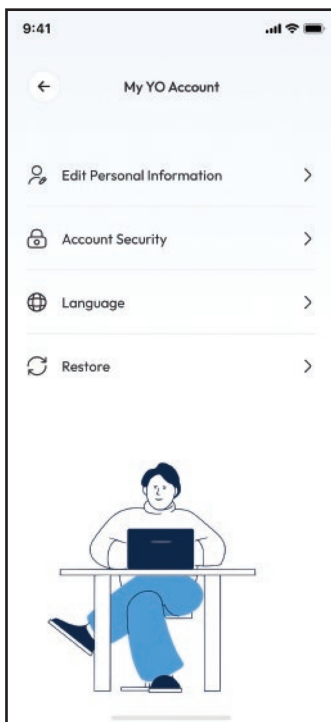 9:41
My YO Account
Edit Personal Information
Account Security
Language
Restore